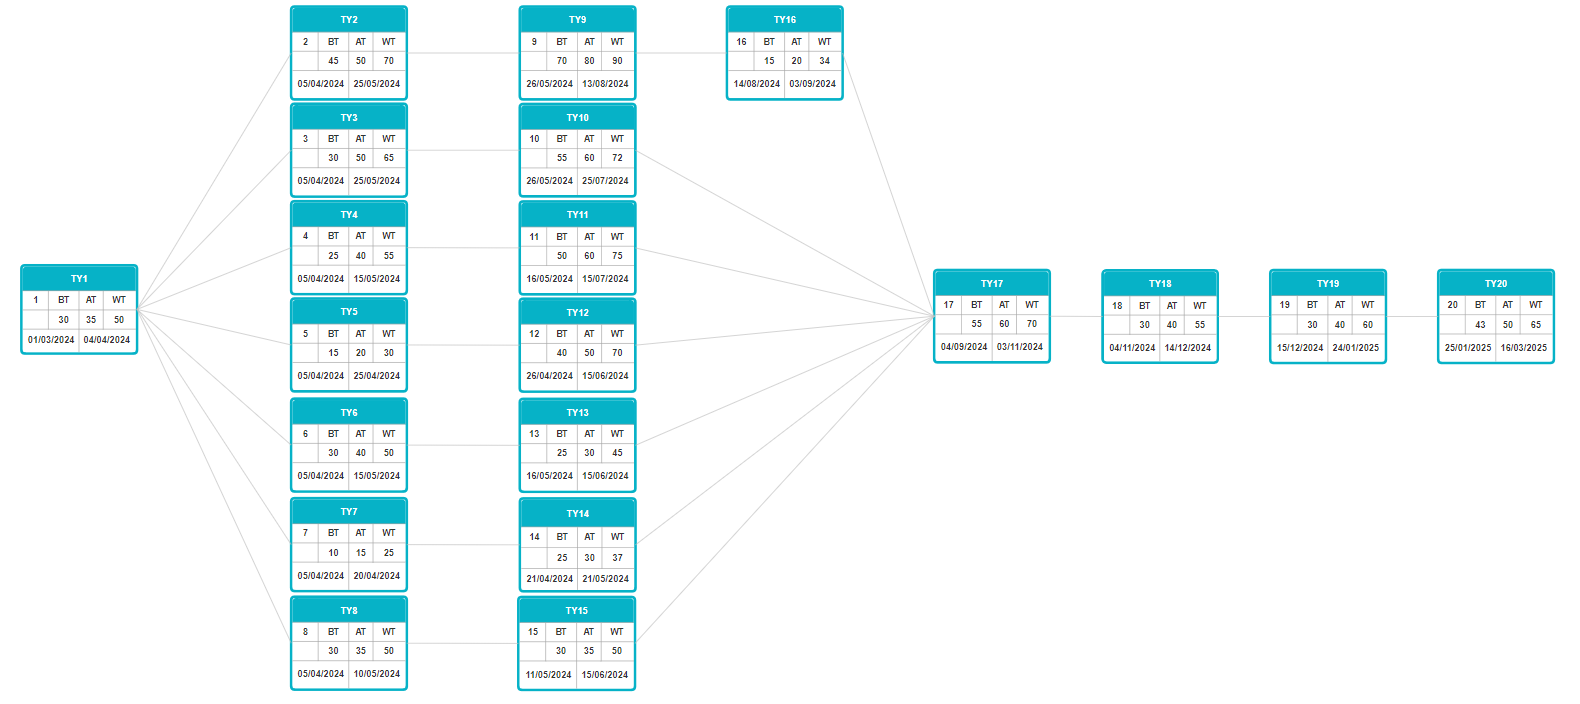 TY1
1 BT AT WT
30 35 50
01/03/2024 04/04/2024
TY2
2 BT AT WT
45 50 70
05/04/2024 25/05/2024
TY3
3 BT AT WT
30 50 65
05/04/2024 25/05/2024
TY4
4 BT AT WT
25 40 55
05/04/2024 15/05/2024
TY5
5 BT AT WT
15 20 30
05/04/2024 25/04/2024
TY6
6 BT AT WT
30 40 50
05/04/2024 15/05/2024
TY7
7 BT AT WT
10 15 25
05/04/2024 20/04/2024
TY8
8 BT AT WT
30 35 50
05/04/2024 10/05/2024
TY9
9 BT AT WT
70 80 90
26/05/2024 13/08/2024
TY10
10 BT AT WT
55 60 72
26/05/2024 25/07/2024
TY11
11 BT AT WT
50 60 75
16/05/2024 15/07/2024
TY12
12 BT AT WT
40 50 70
26/04/2024 15/06/2024
TY13
13 BT AT WT
25 30 45
16/05/2024 15/06/2024
TY14
14 BT AT WT
25 30 37
21/04/2024 21/05/2024
TY15
15 BT AT WT
30 35 50
11/05/2024 15/06/2024
TY16
16 BT AT WT
15 20 34
14/08/2024 03/09/2024
TY17
17 BT AT WT
55 60 70
04/09/2024 03/11/2024
TY18
18 BT AT WT
30 40 55
04/11/2024 14/12/2024
TY19
19 BT AT WT
30 40 60
15/12/2024 24/01/2025
TY20
20 BT AT WT
43 50 65
25/01/2025 16/03/2025